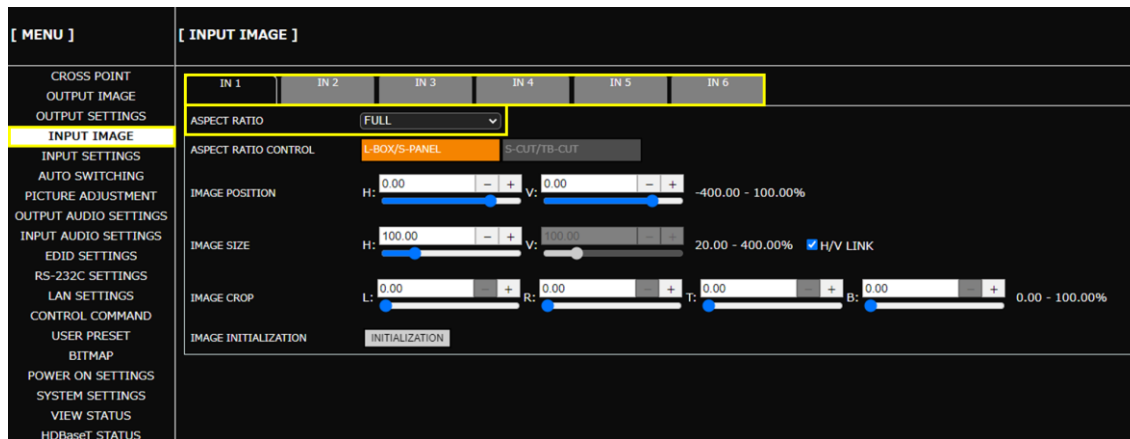 [ MENU ]
[ INPUT IMAGE ]
CROSS POINT
OUTPUT IMAGE
OUTPUT SETTINGS
INPUT IMAGE
INPUT SETTINGS
AUTO SWITCHING
PICTURE ADJUSTMENT
OUTPUT AUDIO SETTINGS
INPUT AUDIO SETTINGS
EDID SETTINGS
RS-232C SETTINGS
LAN SETTINGS
CONTROL COMMAND
USER PRESET
BITMAP
POWER ON SETTINGS
SYSTEM SETTINGS
VIEW STATUS
HDBaseT STATUS
IN 1 IN 2 IN 3 IN 4 IN 5 IN 6
ASPECT RATIO FULL
ASPECT RATIO CONTROL L-BOX/S-PANEL S-CUT/TB-CUT
IMAGE POSITION H: 0.00 - + V: 0.00 - + -400.00 - 100.00%
IMAGE SIZE H: 100.00 - + V: 100.00 - + 20.00 - 400.00% H/V LINK
IMAGE CROP L: 0.00 - + R: 0.00 - + T: 0.00 - + B: 0.00 - + 0.00 - 100.00%
IMAGE INITIALIZATION INITIALIZATION